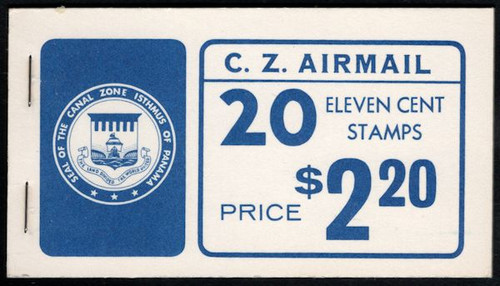 SEAL OF THE CANAL ZONE ISTHMUS OF PANAMA
THE LAND DIVIDED THE WORLD UNITED
C. Z. AIRMAIL
20 ELEVEN CENT
STAMPS
PRICE $2.20